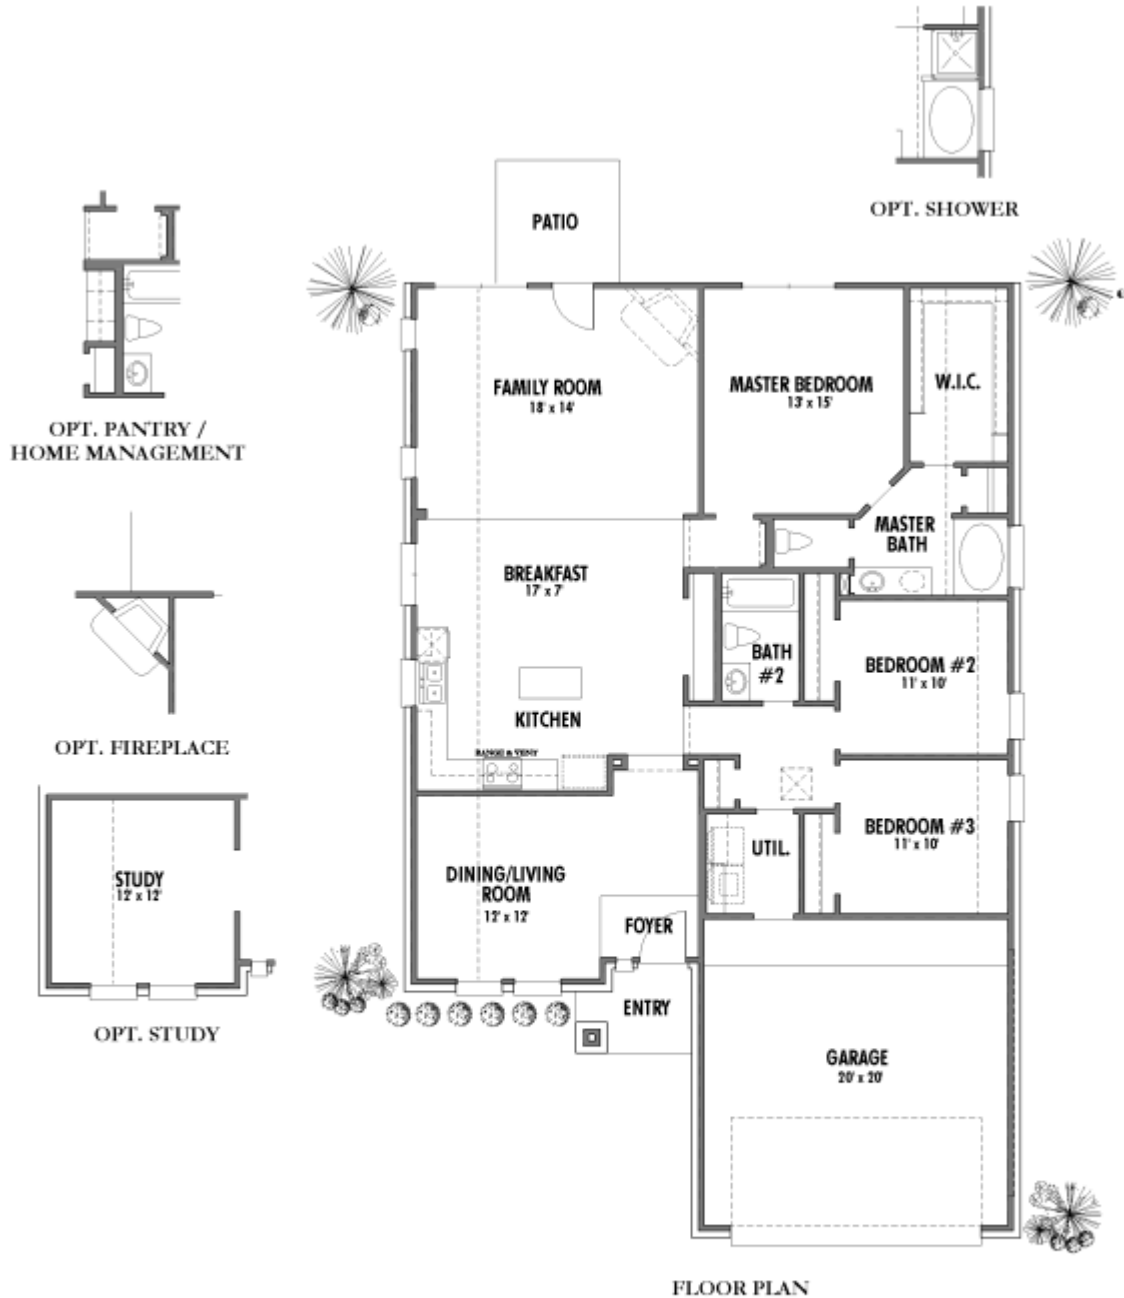 OPT. SHOWER
PATIO
FAMILY ROOM
18' x 14'
MASTER BEDROOM
13' x 15'
W.I.C.
OPT. PANTRY /
HOME MANAGEMENT
MASTER
BATH
BREAKFAST
17' x 7'
BATH
#2
BEDROOM #2
11' x 10'
KITCHEN
RANGE & VENT
OPT. FIREPLACE
BEDROOM #3
11' x 10'
UTIL.
STUDY
12' x 12'
DINING/LIVING
ROOM
12' x 12'
FOYER
OPT. STUDY
ENTRY
GARAGE
20' x 20'
FLOOR PLAN